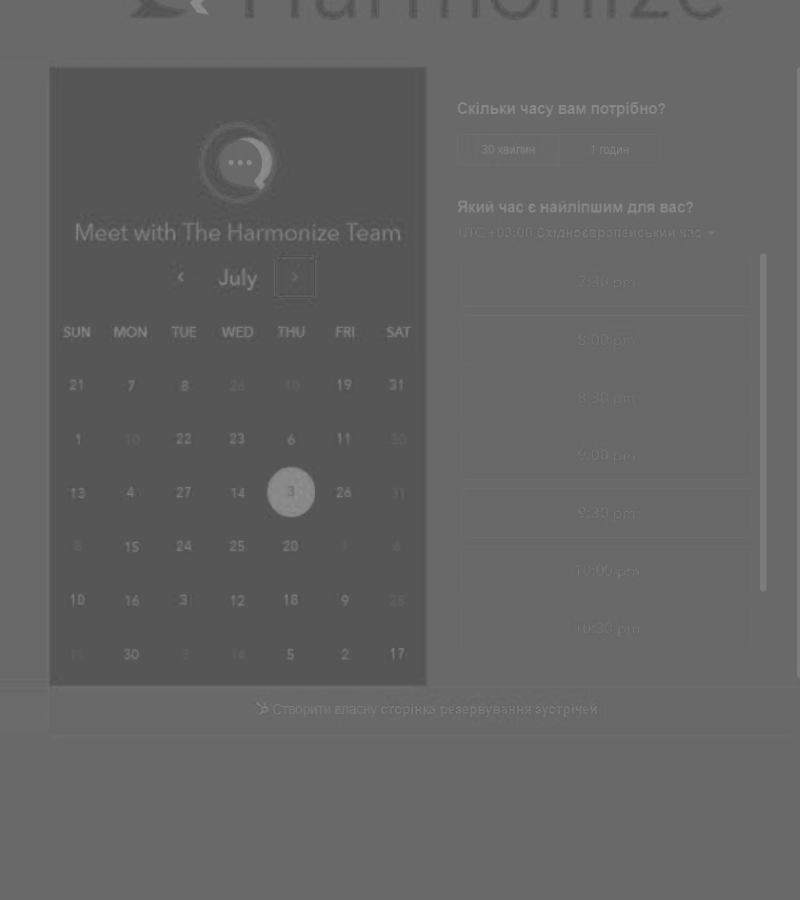 Harmonize
Meet with The Harmonize Team
July
SUN MON TUE WED THU FRI SAT
21 7 8 26 19 31
1 10 22 23 6 11 30
13 4 27 14 3 26 31
8 15 24 25 20 1 6
10 16 3 12 18 9 25
11 30 3 16 5 2 17
Скільки часу вам потрібно?
30 хвилин 1 годин
Який час є найліпшим для вас?
UTC +03:00 Східноєвропейський час
7:30 pm
8:00 pm
8:30 pm
9:00 pm
9:30 pm
10:00 pm
10:30 pm
Створити власну сторінка резервування зустрічей